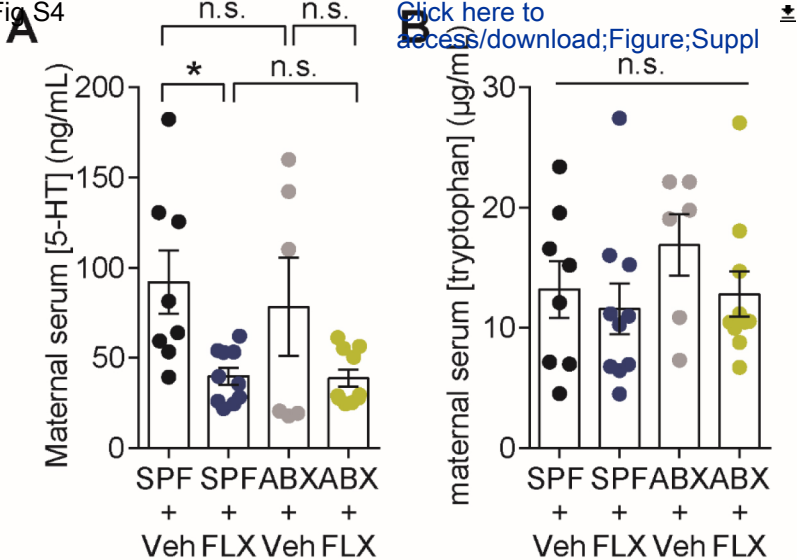 Fig S4
Click here to
access/download;Figure;Suppl
A
n.s.
n.s.
*
n.s.
Maternal serum [5-HT] (ng/mL)
200
150
100
50
0
SPF SPF ABX ABX
+ + + +
Veh FLX Veh FLX
B
n.s.
maternal serum [tryptophan] (µg/mL)
30
20
10
0
SPF SPF ABX ABX
+ + + +
Veh FLX Veh FLX